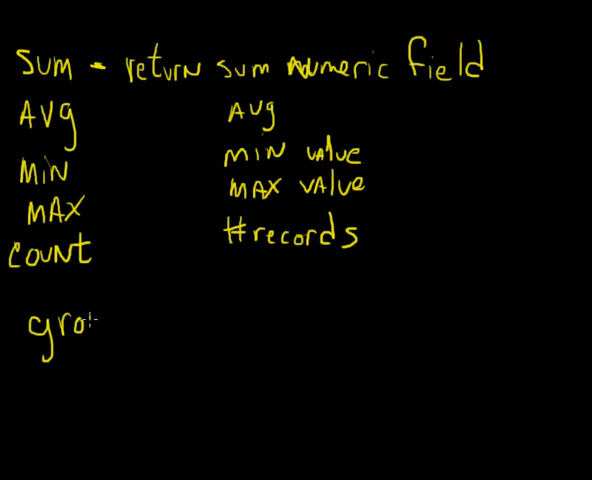 SUM - return sum numeric field
AVg AVg
MIN MIN value
MAX MAX VALUE
COUNt #records
gro